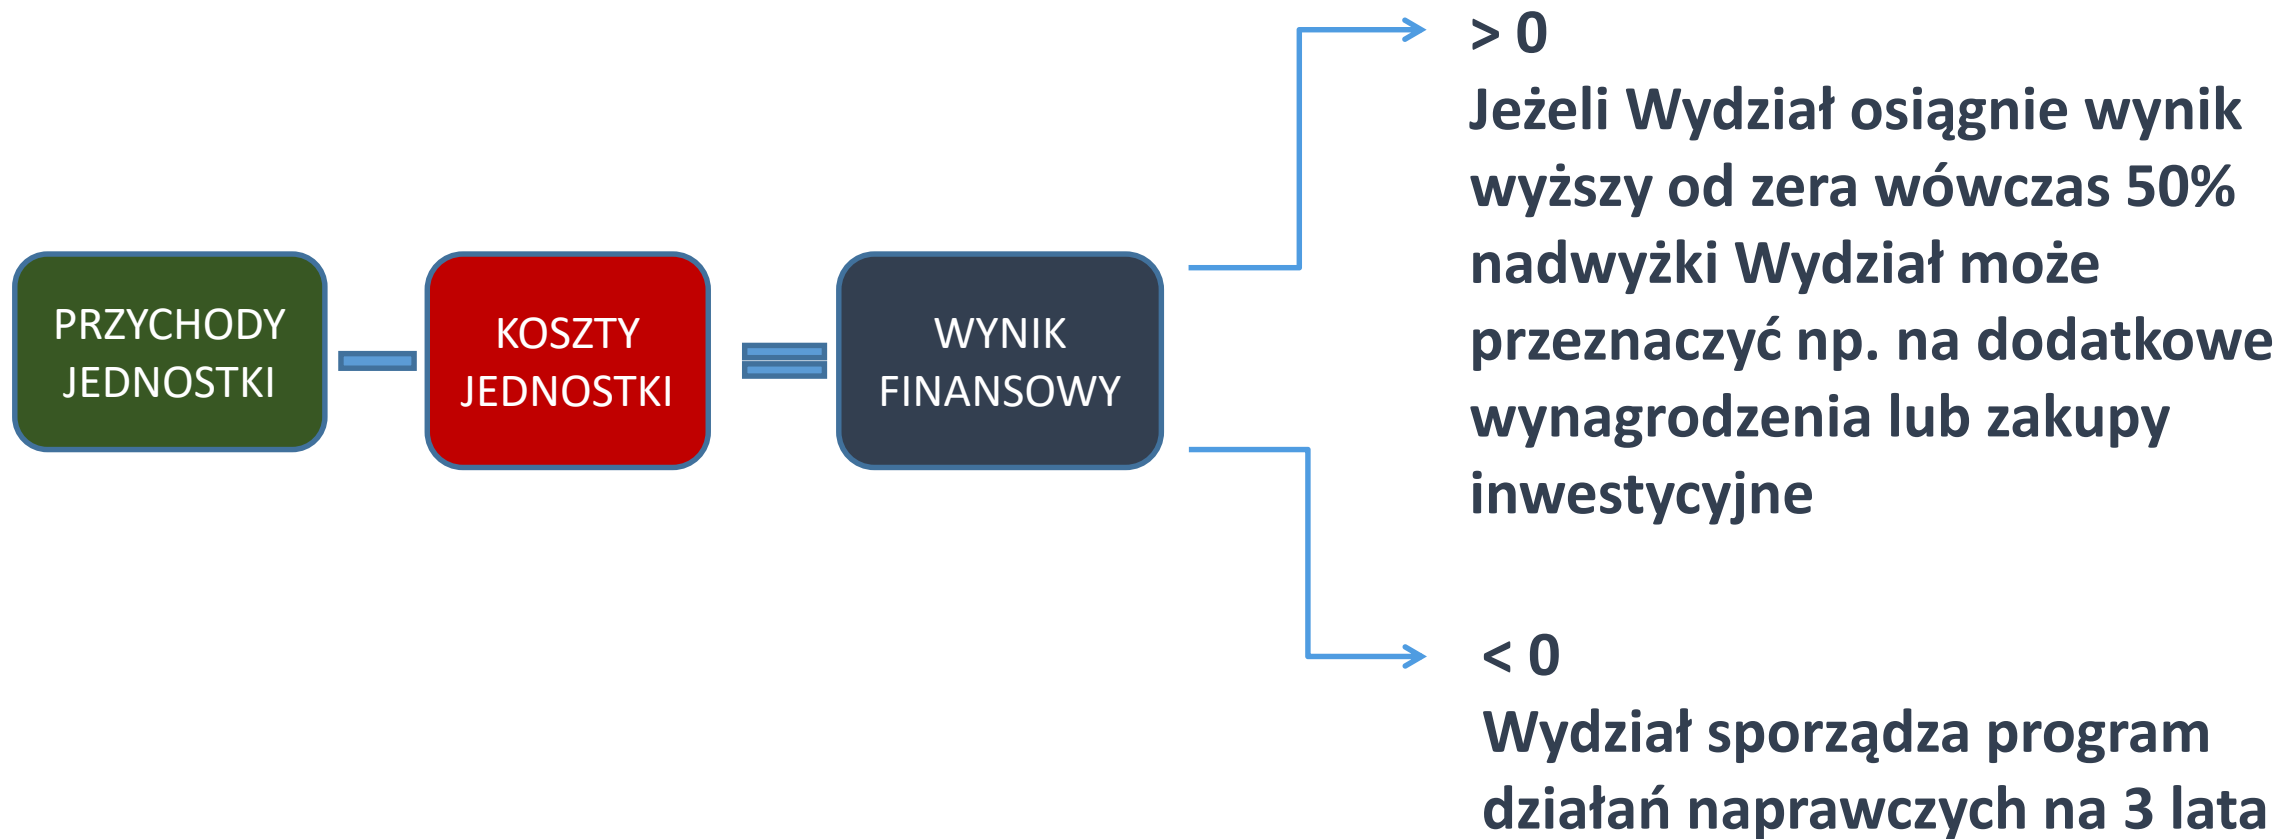 PRZYCHODY
JEDNOSTKI
KOSZTY
JEDNOSTKI
WYNIK
FINANSOWY
> 0
Jeżeli Wydział osiągnie wynik
wyższy od zera wówczas 50%
nadwyżki Wydział może
przeznaczyć np. na dodatkowe
wynagrodzenia lub zakupy
inwestycyjne
< 0
Wydział sporządza program
działań naprawczych na 3 lata